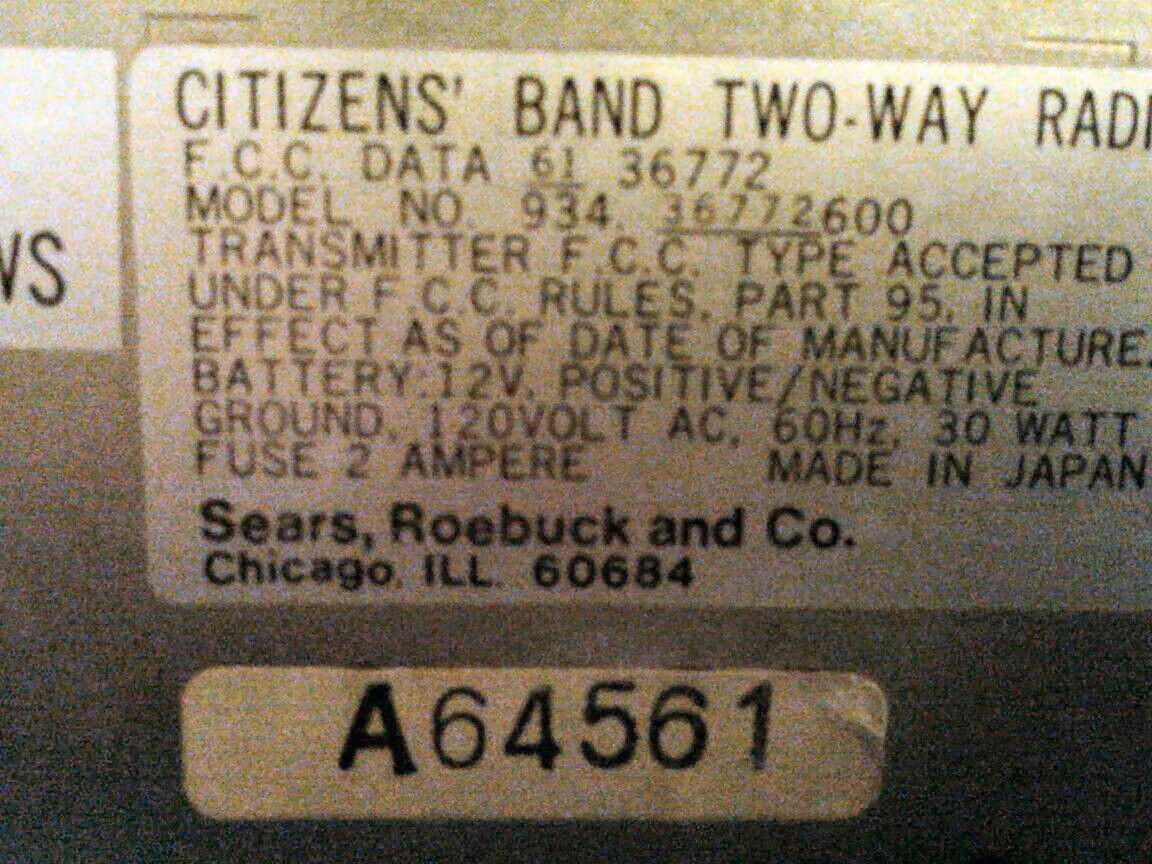 CITIZENS' BAND TWO-WAY RADI
F.C.C. DATA 61 36772
MODEL NO. 934. 36772600
TRANSMITTER F.C.C. TYPE ACCEPTED
UNDER F.C.C. RULES, PART 95, IN
EFFECT AS OF DATE OF MANUFACTURE.
BATTERY:12V, POSITIVE/NEGATIVE
GROUND, 120VOLT AC, 60Hz, 30 WATT
FUSE 2 AMPERE MADE IN JAPAN
Sears, Roebuck and Co.
Chicago, ILL. 60684
A64561